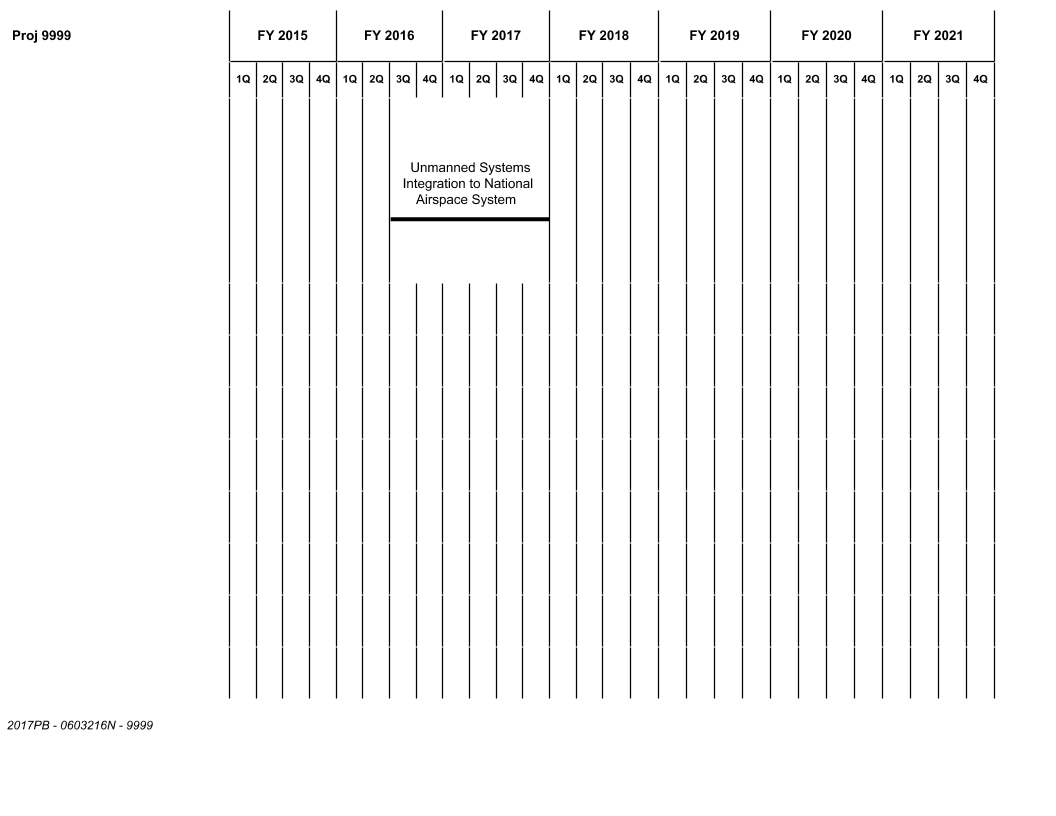 Proj 9999 FY 2015 FY 2016 FY 2017 FY 2018 FY 2019 FY 2020 FY 2021
1Q 2Q 3Q 4Q 1Q 2Q 3Q 4Q 1Q 2Q 3Q 4Q 1Q 2Q 3Q 4Q 1Q 2Q 3Q 4Q 1Q 2Q 3Q 4Q 1Q 2Q 3Q 4Q
Unmanned Systems
Integration to National
Airspace System
2017PB - 0603216N - 9999